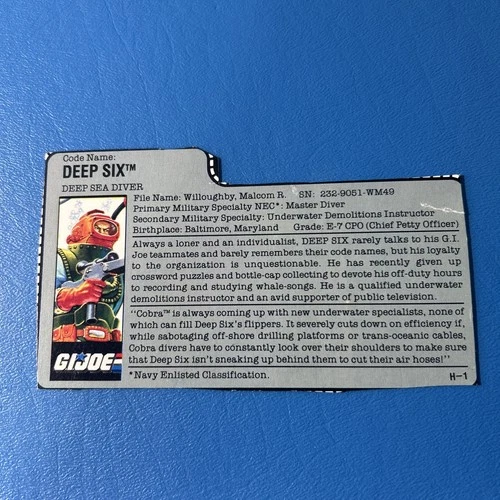 Code Name:
DEEP SIX™
DEEP SEA DIVER
File Name: Willoughby, Malcom R. SN: 232-9051-WM49
Primary Military Specialty NEC*: Master Diver
Secondary Military Specialty: Underwater Demolitions Instructor
Birthplace: Baltimore, Maryland Grade: E-7 CPO (Chief Petty Officer)
Always a loner and an individualist, DEEP SIX rarely talks to his G.I.
Joe teammates and barely remembers their code names, but his loyalty
to the organization is unquestionable. He has recently given up
crossword puzzles and bottle-cap collecting to devote his off-duty hours
to recording and studying whale-songs. He is a qualified underwater
demolitions instructor and an avid supporter of public television.
"Cobra™ is always coming up with new underwater specialists, none of
which can fill Deep Six's flippers. It severely cuts down on efficiency if,
while sabotaging off-shore drilling platforms or trans-oceanic cables,
Cobra divers have to constantly look over their shoulders to make sure
that Deep Six isn't sneaking up behind them to cut their air hoses!"
G.I. JOE
*Navy Enlisted Classification.
H-1